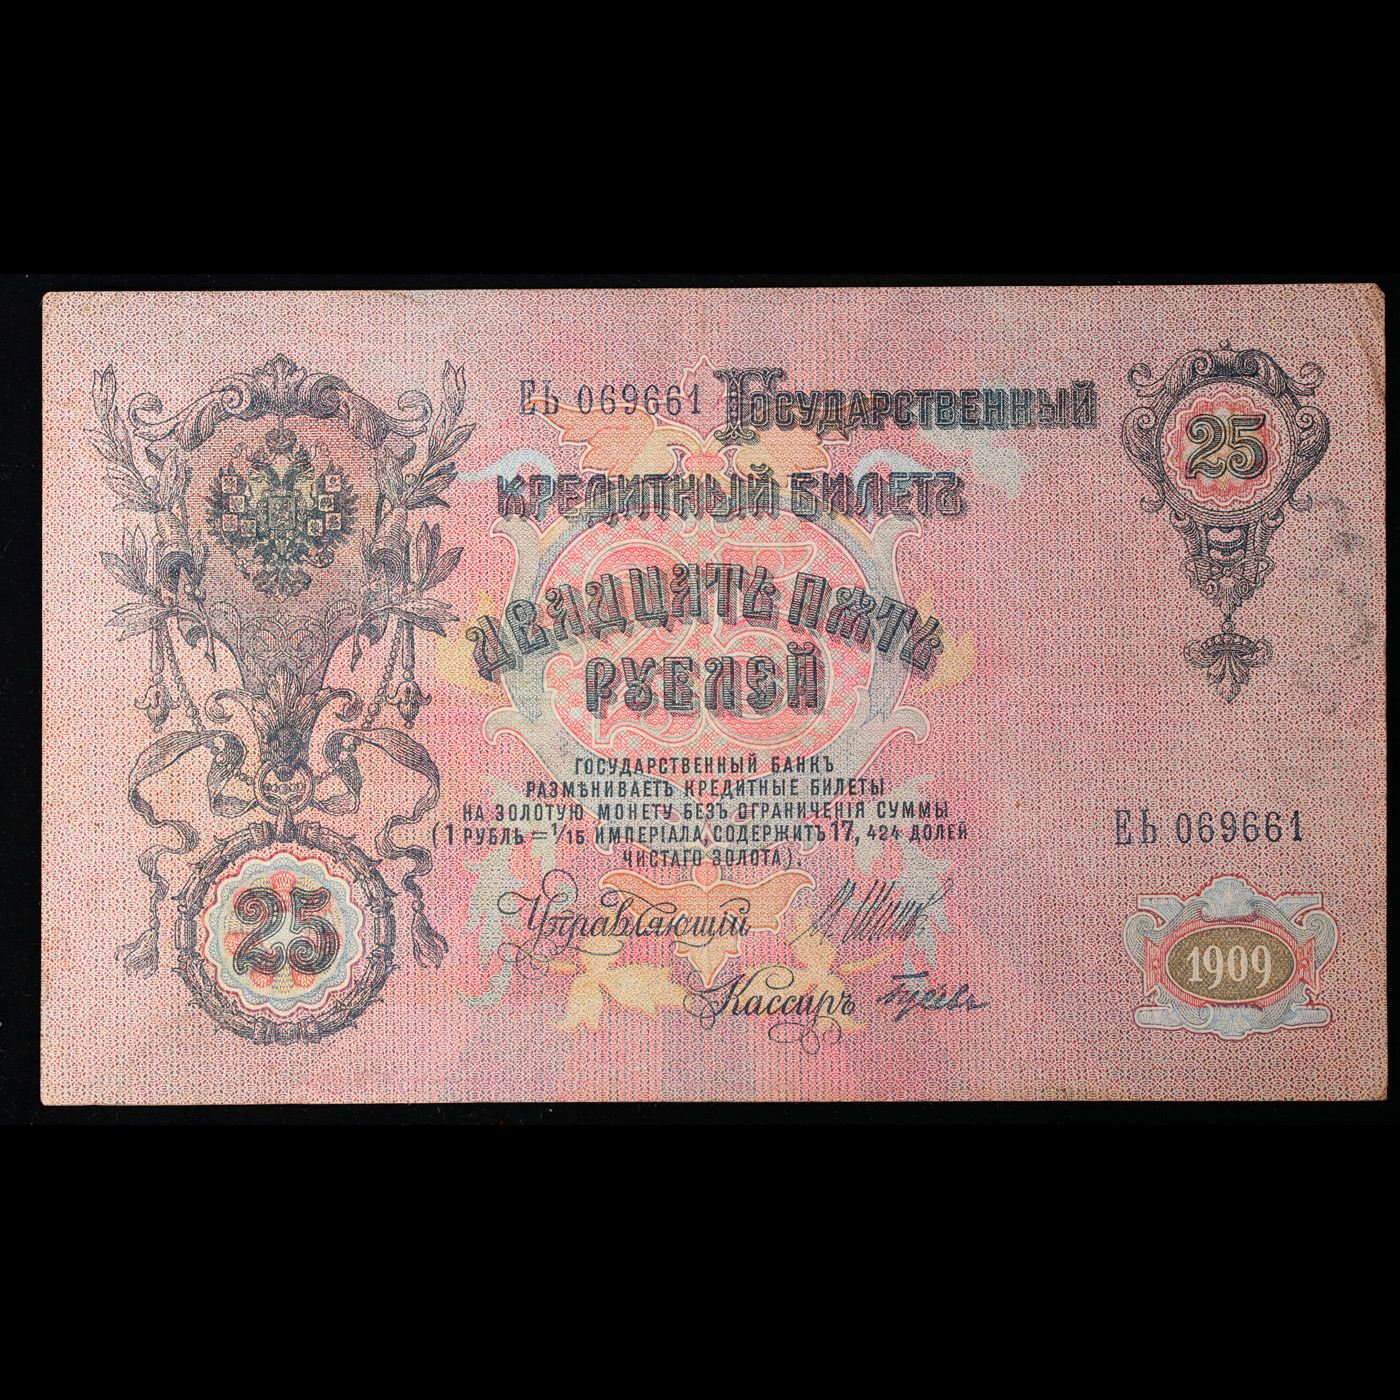 ЕЬ 069661 ГОСУДАРСТВЕННЫЙ
КРЕДИТНЫЙ БИЛЕТЪ
25
ДВАДЦАТЬ ПЯТЬ
РУБЛЕЙ
ГОСУДАРСТВЕННЫЙ БАНКЪ
РАЗМѢНИВАЕТЪ КРЕДИТНЫЕ БИЛЕТЫ
НА ЗОЛОТУЮ МОНЕТУ БЕЗЪ ОГРАНИЧЕНІЯ СУММЫ
(1 РУБЛЬ = 1/15 ИМПЕРІАЛА, СОДЕРЖИТЪ 17, 424 ДОЛЕЙ
ЧИСТАГО ЗОЛОТА).
ЕЬ 069661
25
Управляющій
Кассиръ Гусевъ
1909